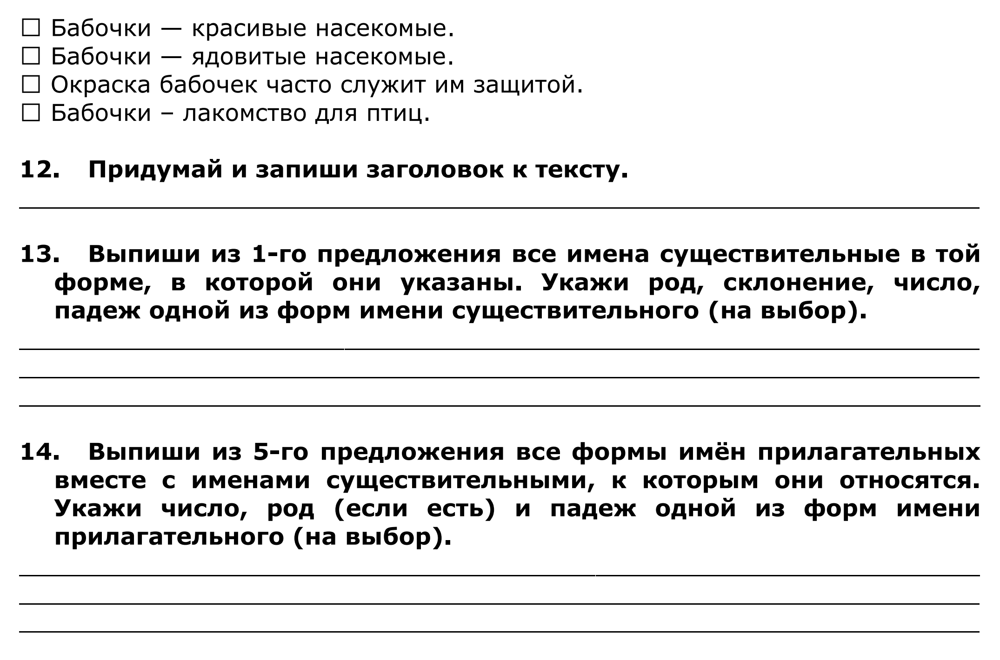 ☐ Бабочки — красивые насекомые.
☐ Бабочки — ядовитые насекомые.
☐ Окраска бабочек часто служит им защитой.
☐ Бабочки – лакомство для птиц.
12. Придумай и запиши заголовок к тексту.
13. Выпиши из 1-го предложения все имена существительные в той
форме, в которой они указаны. Укажи род, склонение, число,
падеж одной из форм имени существительного (на выбор).
14. Выпиши из 5-го предложения все формы имён прилагательных
вместе с именами существительными, к которым они относятся.
Укажи число, род (если есть) и падеж одной из форм имени
прилагательного (на выбор).